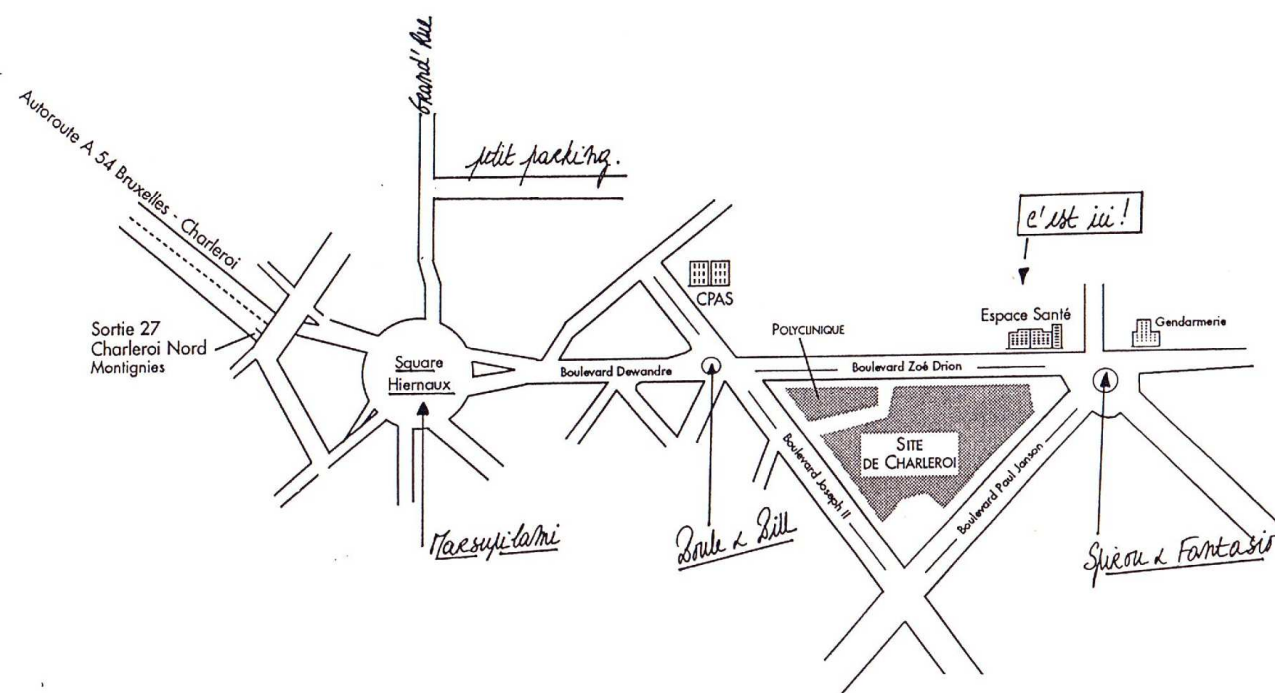 Grand' Rue
Autoroute A 54 Bruxelles - Charleroi
petit parking.
c'est ici !
CPAS
Espace Santé
Gendarmerie
Sortie 27
Charleroi Nord
Montignies
POLYCLINIQUE
Square
Hiernaux
Boulevard Dewandre
Boulevard Zoé Drion
SITE
DE CHARLEROI
Boulevard Joseph II
Boulevard Paul Janson
Marsupilami
Boule & Bill
Spirou & Fantasio